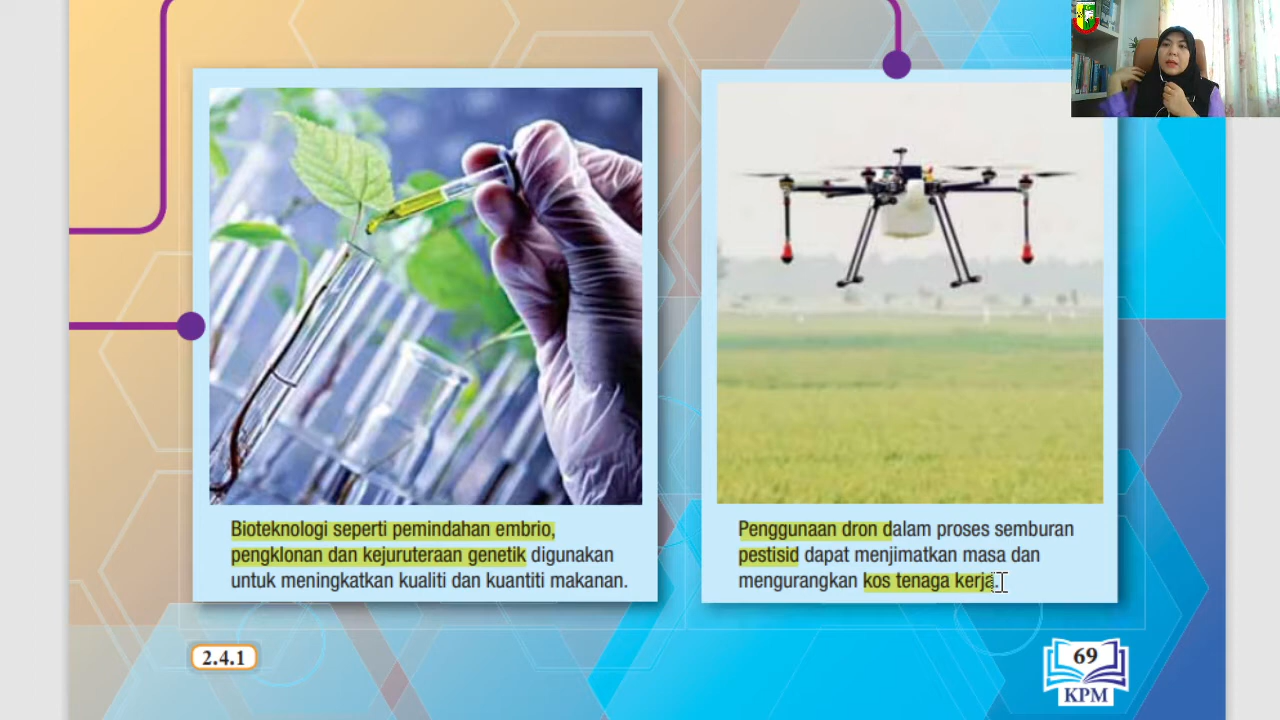 Bioteknologi seperti pemindahan embrio,
pengklonan dan kejuruteraan genetik digunakan
untuk meningkatkan kualiti dan kuantiti makanan.
Penggunaan dron dalam proses semburan
pestisid dapat menjimatkan masa dan
mengurangkan kos tenaga kerja.
2.4.1
69
KPM